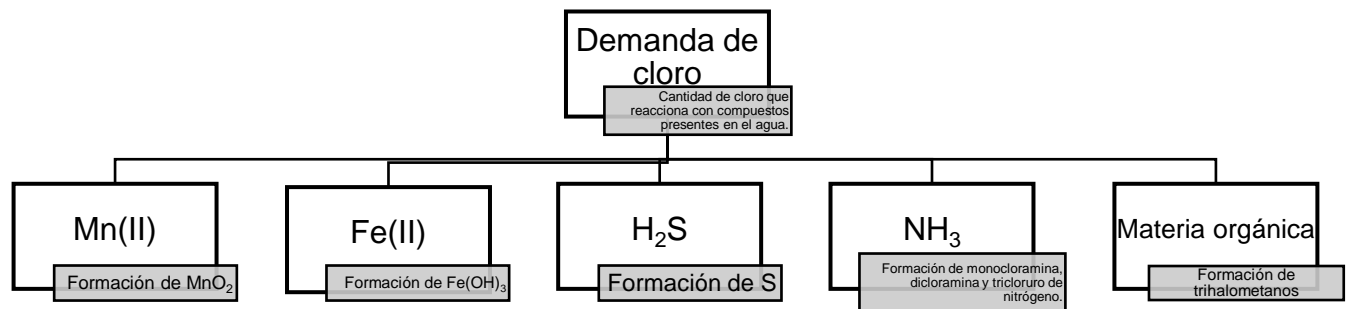 Demanda de
cloro
Cantidad de cloro que
reacciona con compuestos
presentes en el agua.
Mn(II)
Formación de MnO₂
Fe(II)
Formación de Fe(OH)₃
H₂S
Formación de S
NH₃
Formación de monocloramina,
dicloramina y tricloruro de
nitrógeno.
Materia orgánica
Formación de
trihalometanos